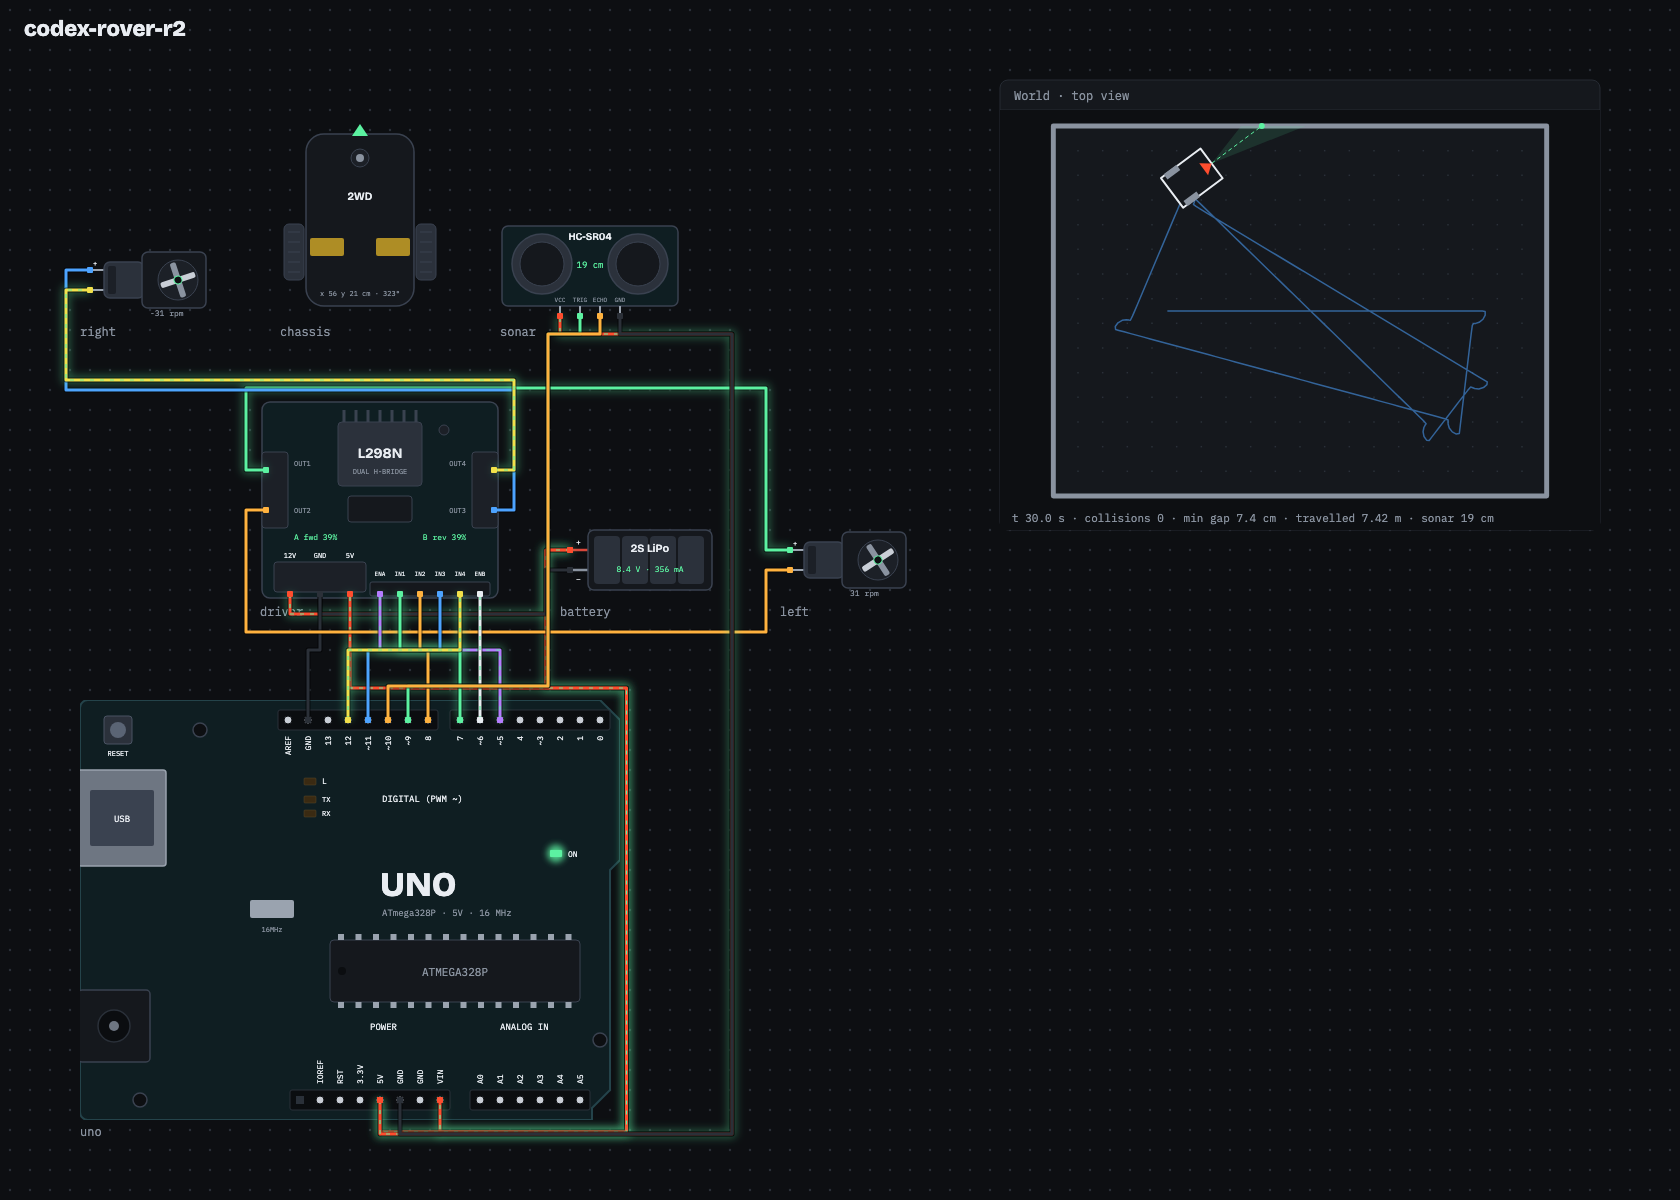 codex-rover-r2
World · top view
2WD
x 56 y 21 cm · 323°
chassis
+
-31 rpm
right
HC-SR04
19 cm
VCC TRIG ECHO GND
sonar
t 30.0 s · collisions 0 · min gap 7.4 cm · travelled 7.42 m · sonar 19 cm
L298N
DUAL H-BRIDGE
OUT1
OUT4
OUT2
OUT3
A fwd 39%
B rev 39%
12V GND 5V
ENA IN1 IN2 IN3 IN4 ENB
driver
+
2S LiPo
8.4 V · 356 mA
−
battery
+
31 rpm
left
RESET
AREF GND 13 12 ~11 ~10 ~9 8 7 ~6 ~5 4 ~3 2 1 0
L
TX
RX
DIGITAL (PWM ~)
USB
ON
UNO
ATmega328P · 5V · 16 MHz
16MHz
ATMEGA328P
POWER
ANALOG IN
IOREF RST 3.3V 5V GND GND VIN A0 A1 A2 A3 A4 A5
uno